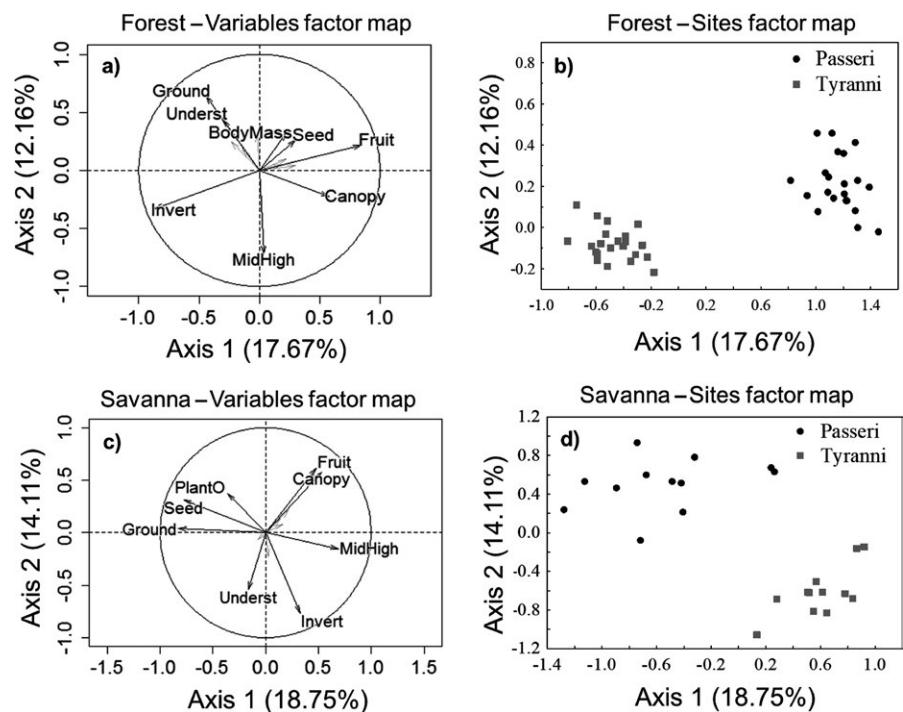 Forest – Variables factor map
a)
Ground
Underst
BodyMass
Seed
Fruit
Invert
Canopy
MidHigh
Axis 2 (12.16%)
1.0
0.5
0.0
-0.5
-1.0
-1.0 -0.5 0.0 0.5 1.0
Axis 1 (17.67%)
Forest – Sites factor map
b)
Passeri
Tyranni
Axis 2 (12.16%)
0.8
0.6
0.4
0.2
0.0
-0.2
-1.0 -0.6 -0.2 0.2 0.6 1.0 1.4
Axis 1 (17.67%)
Savanna – Variables factor map
c)
Fruit
Canopy
PlantO
Seed
Ground
MidHigh
Underst
Invert
Axis 2 (14.11%)
1.0
0.5
0.0
-0.5
-1.0
-1.5 -1.0 -0.5 0.0 0.5 1.0 1.5
Axis 1 (18.75%)
Savanna – Sites factor map
d)
Passeri
Tyranni
Axis 2 (14.11%)
1.2
0.8
0.4
0.0
-0.4
-0.8
-1.2
-1.4 -1.0 -0.6 -0.2 0.2 0.6 1.0
Axis 1 (18.75%)